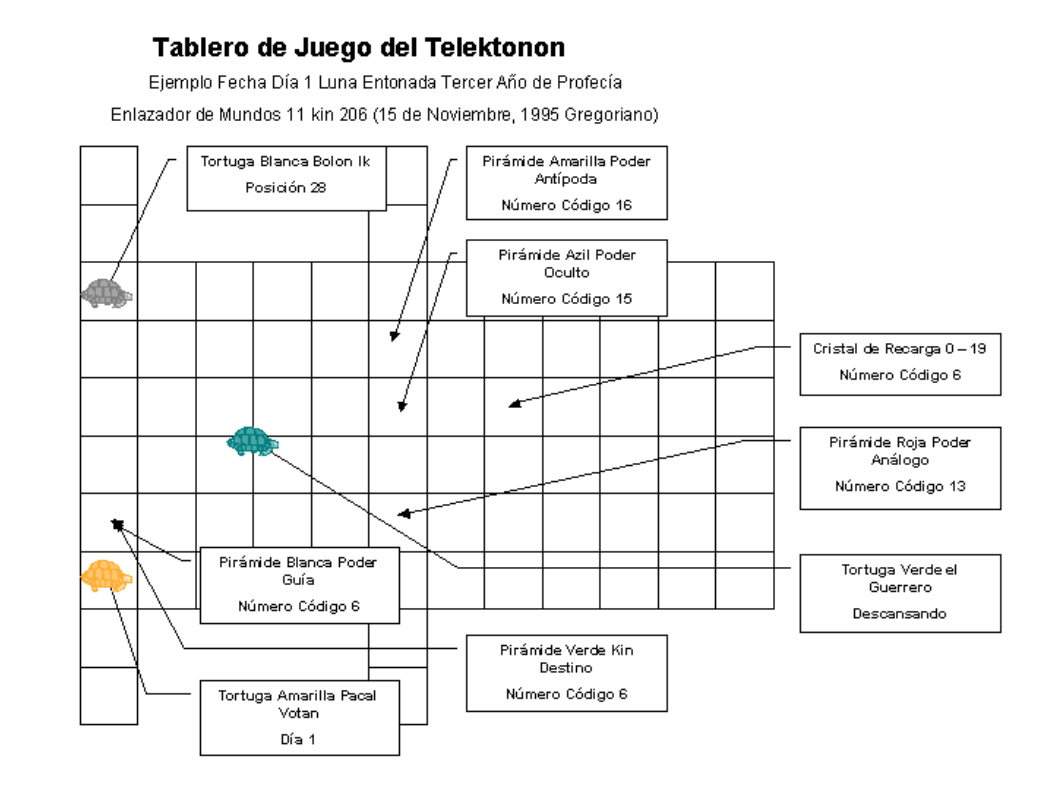 Tablero de Juego del Telektonon
Ejemplo Fecha Día 1 Luna Entonada Tercer Año de Profecía
Enlazador de Mundos 11 kin 206 (15 de Noviembre, 1995 Gregoriano)
Tortuga Blanca Bolon Ik
Posición 28
Pirámide Amarilla Poder
Antípoda
Número Código 16
Pirámide Azil Poder
Oculto
Número Código 15
Cristal de Recarga 0 – 19
Número Código 6
Pirámide Roja Poder
Análogo
Número Código 13
Pirámide Blanca Poder
Guía
Número Código 6
Tortuga Verde el
Guerrero
Descansando
Pirámide Verde Kin
Destino
Número Código 6
Tortuga Amarilla Pacal
Votan
Día 1